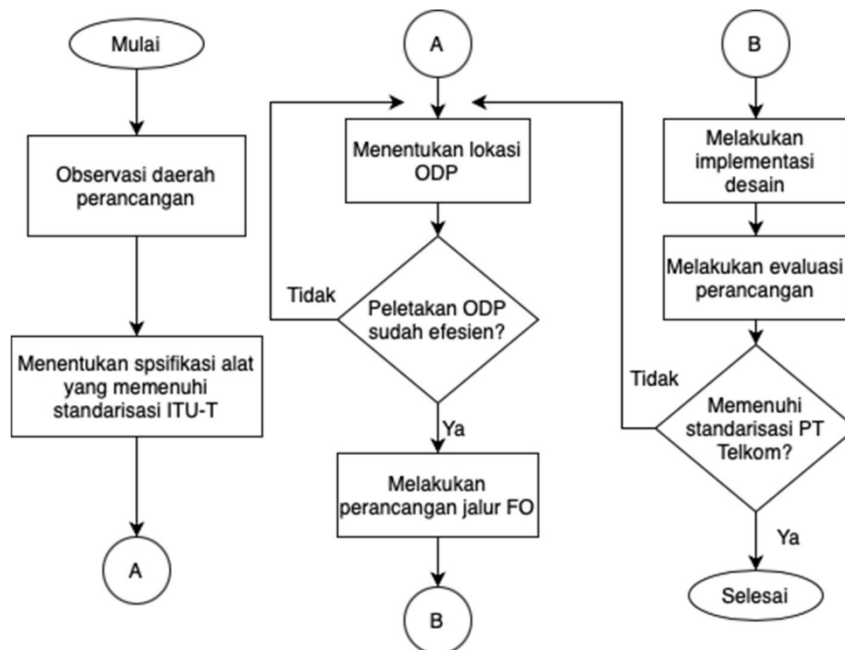 Mulai
Observasi daerah
perancangan
Menentukan spsifikasi alat
yang memenuhi
standarisasi ITU-T
A
A
Menentukan lokasi
ODP
Tidak
Peletakan ODP
sudah efesien?
Ya
Melakukan
perancangan jalur FO
B
B
Melakukan
implementasi
desain
Melakukan evaluasi
perancangan
Tidak
Memenuhi
standarisasi PT
Telkom?
Ya
Selesai